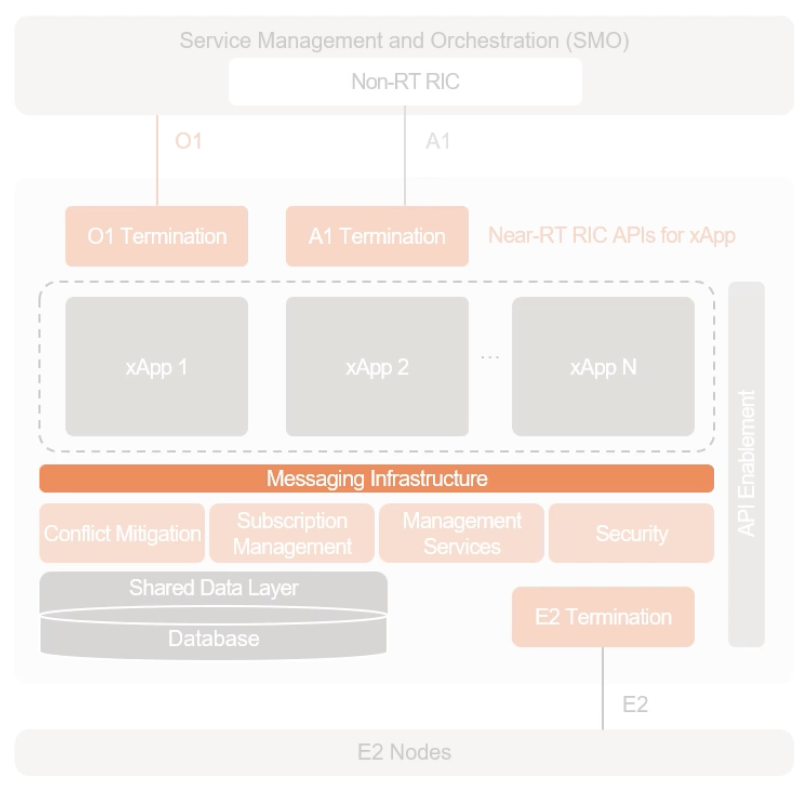 Service Management and Orchestration (SMO)
Non-RT RIC
O1
A1
O1 Termination
A1 Termination
Near-RT RIC APIs for xApp
xApp 1
xApp 2
...
xApp N
API Enablement
Messaging Infrastructure
Conflict Mitigation
Subscription
Management
Management
Services
Security
Shared Data Layer
Database
E2 Termination
E2
E2 Nodes